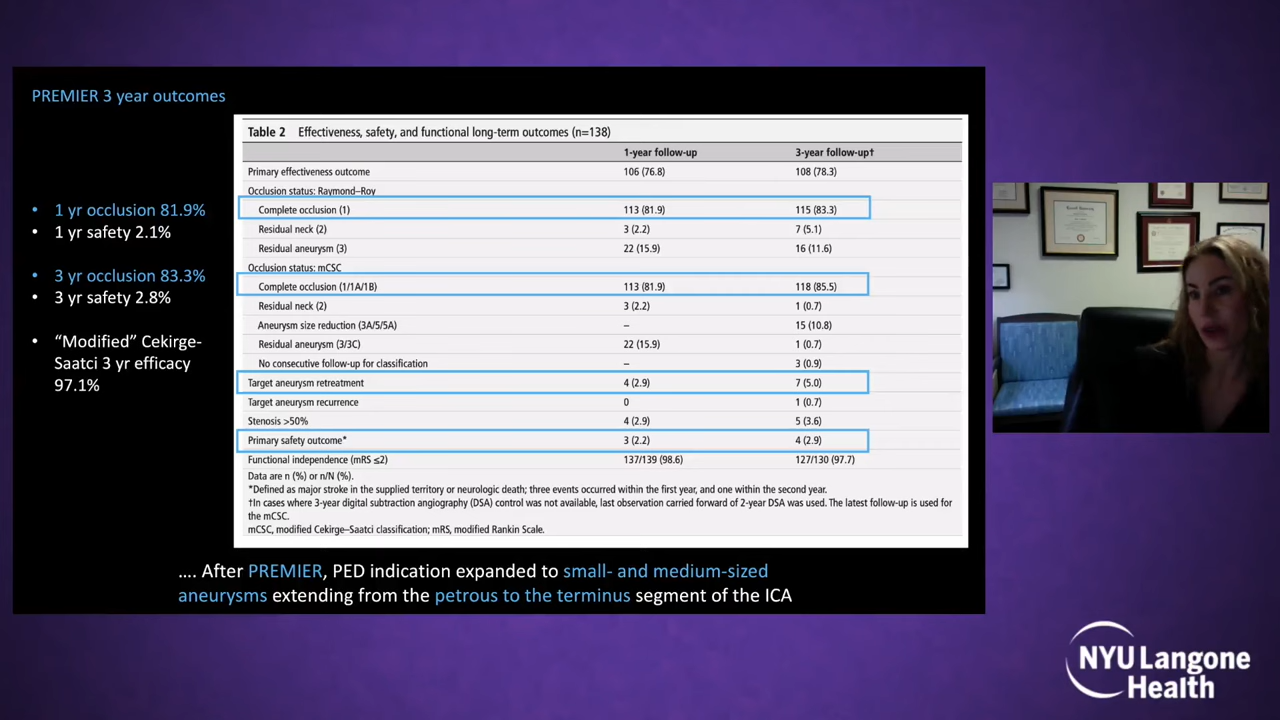 PREMIER 3 year outcomes
• 1 yr occlusion 81.9%
• 1 yr safety 2.1%
• 3 yr occlusion 83.3%
• 3 yr safety 2.8%
• “Modified” Cekirge-
Saatci 3 yr efficacy
97.1%
Table 2 Effectiveness, safety, and functional long-term outcomes (n=138)
1-year follow-up 3-year follow-up†
Primary effectiveness outcome 106 (76.8) 108 (78.3)
Occlusion status: Raymond–Roy
Complete occlusion (1) 113 (81.9) 115 (83.3)
Residual neck (2) 3 (2.2) 7 (5.1)
Residual aneurysm (3) 22 (15.9) 16 (11.6)
Occlusion status: mCSC
Complete occlusion (1/1A/1B) 113 (81.9) 118 (85.5)
Residual neck (2) 3 (2.2) 1 (0.7)
Aneurysm size reduction (3A/5/5A) – 15 (10.8)
Residual aneurysm (3/3C) 22 (15.9) 1 (0.7)
No consecutive follow-up for classification – 3 (0.9)
Target aneurysm retreatment 4 (2.9) 7 (5.0)
Target aneurysm recurrence 0 1 (0.7)
Stenosis >50% 4 (2.9) 5 (3.6)
Primary safety outcome* 3 (2.2) 4 (2.9)
Functional independence (mRS ≤2) 137/139 (98.6) 127/130 (97.7)
Data are n (%) or n/N (%).
*Defined as major stroke in the supplied territory or neurologic death; three events occurred within the first year, and one within the second year.
†In cases where 3-year digital subtraction angiography (DSA) control was not available, last observation carried forward of 2-year DSA was used. The latest follow-up is used for
the mCSC.
mCSC, modified Cekirge–Saatci classification; mRS, modified Rankin Scale.
…. After PREMIER, PED indication expanded to small- and medium-sized
aneurysms extending from the petrous to the terminus segment of the ICA
NYU Langone
Health